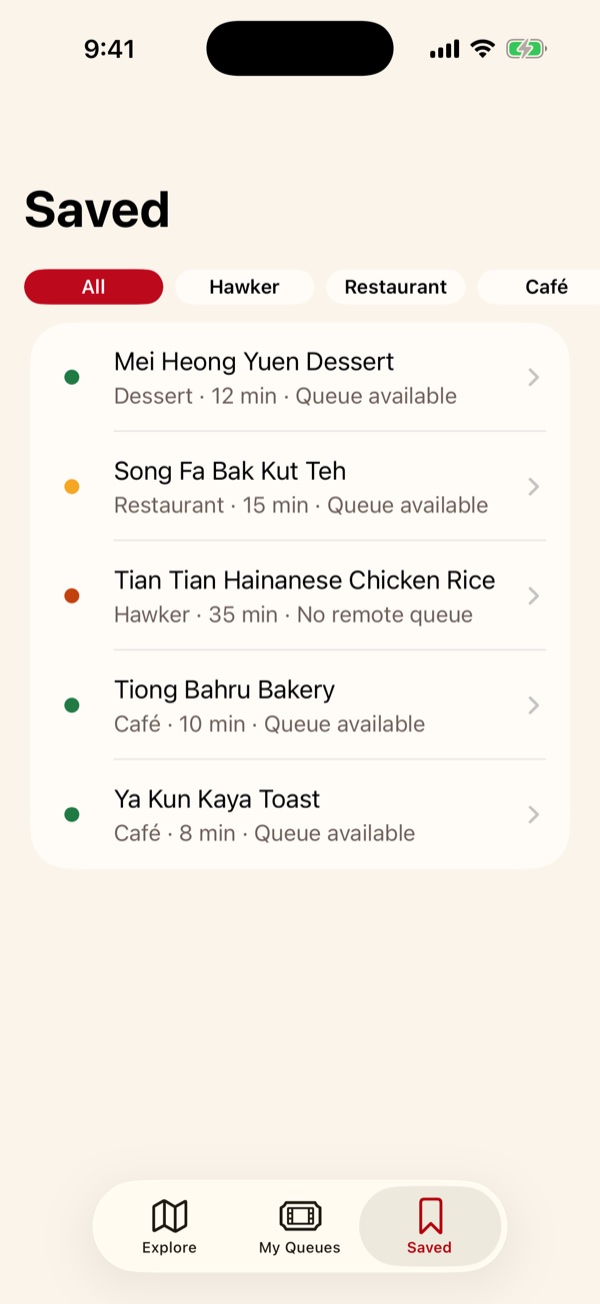 9:41
Saved
All
Hawker
Restaurant
Café
Mei Heong Yuen Dessert
Dessert · 12 min · Queue available
Song Fa Bak Kut Teh
Restaurant · 15 min · Queue available
Tian Tian Hainanese Chicken Rice
Hawker · 35 min · No remote queue
Tiong Bahru Bakery
Café · 10 min · Queue available
Ya Kun Kaya Toast
Café · 8 min · Queue available
Explore
My Queues
Saved